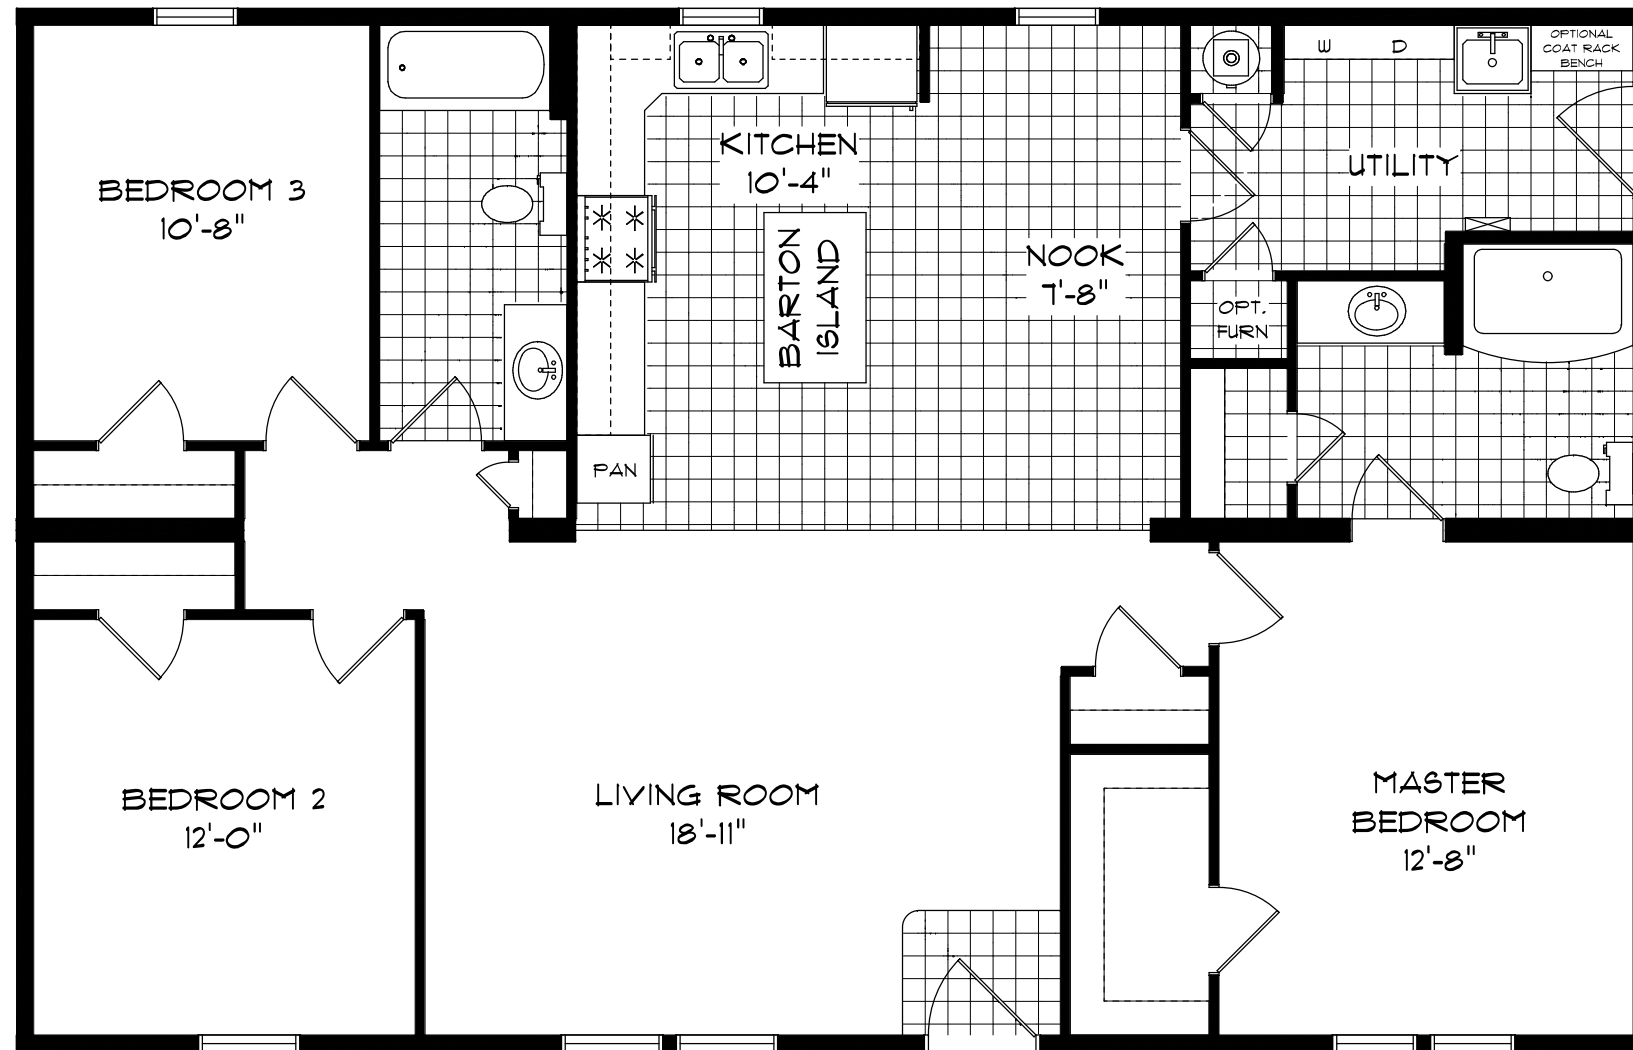 W D
OPTIONAL
COAT RACK
BENCH
KITCHEN
10'-4"
UTILITY
BEDROOM 3
10'-8"
BARTON
ISLAND
NOOK
7'-8"
OPT.
FURN
PAN
BEDROOM 2
12'-0"
LIVING ROOM
18'-11"
MASTER
BEDROOM
12'-8"